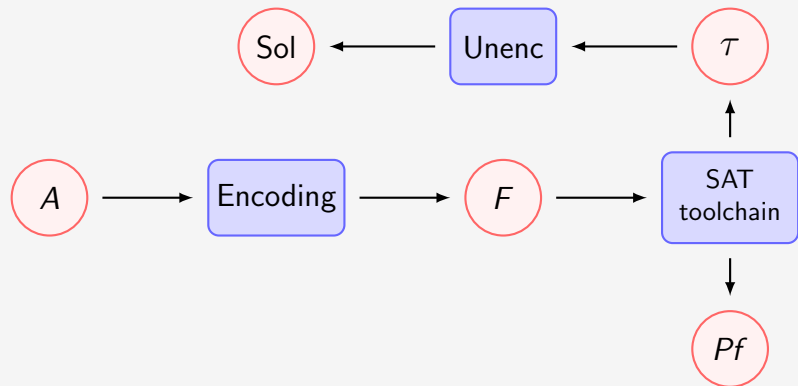 Sol
Unenc
τ
A
Encoding
F
SAT
toolchain
Pf